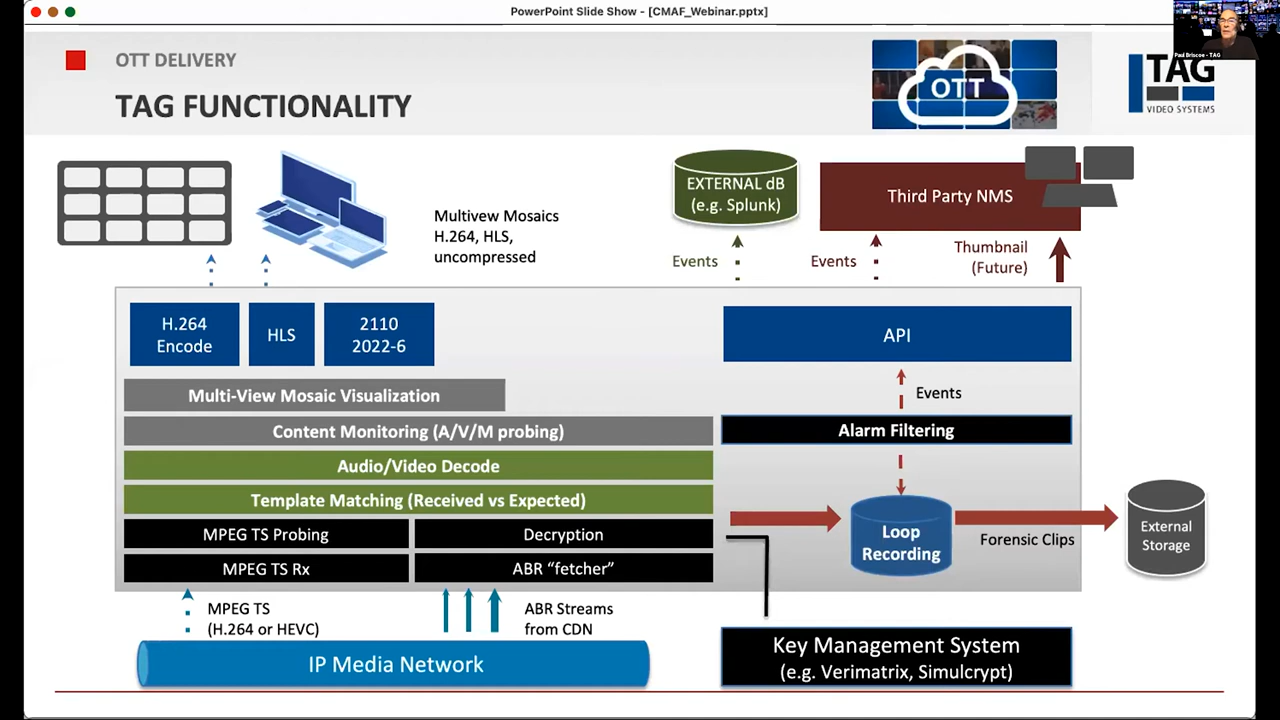 PowerPoint Slide Show - [CMAF_Webinar.pptx]
Paul Briscoe - TAG
OTT DELIVERY
TAG FUNCTIONALITY
OTT
TAG
VIDEO SYSTEMS
Multivew Mosaics
H.264, HLS,
uncompressed
EXTERNAL dB
(e.g. Splunk)
Third Party NMS
Events
Events
Thumbnail
(Future)
H.264
Encode
HLS
2110
2022-6
API
Multi-View Mosaic Visualization
Events
Content Monitoring (A/V/M probing)
Alarm Filtering
Audio/Video Decode
Template Matching (Received vs Expected)
MPEG TS Probing
Decryption
MPEG TS Rx
ABR “fetcher”
Loop
Recording
Forensic Clips
External
Storage
MPEG TS
(H.264 or HEVC)
ABR Streams
from CDN
IP Media Network
Key Management System
(e.g. Verimatrix, Simulcrypt)